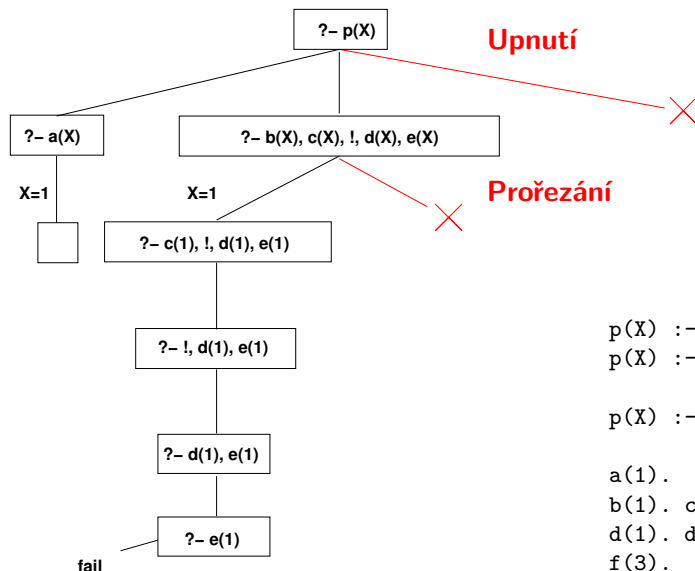 ?– p(X)
Upnutí
?– a(X)
?– b(X), c(X), !, d(X), e(X)
X=1
X=1
Prořezání
?– c(1), !, d(1), e(1)
?– !, d(1), e(1)
?– d(1), e(1)
?– e(1)
fail
p(X) :-
p(X) :-
p(X) :-
a(1).
b(1). c
d(1). d
f(3).